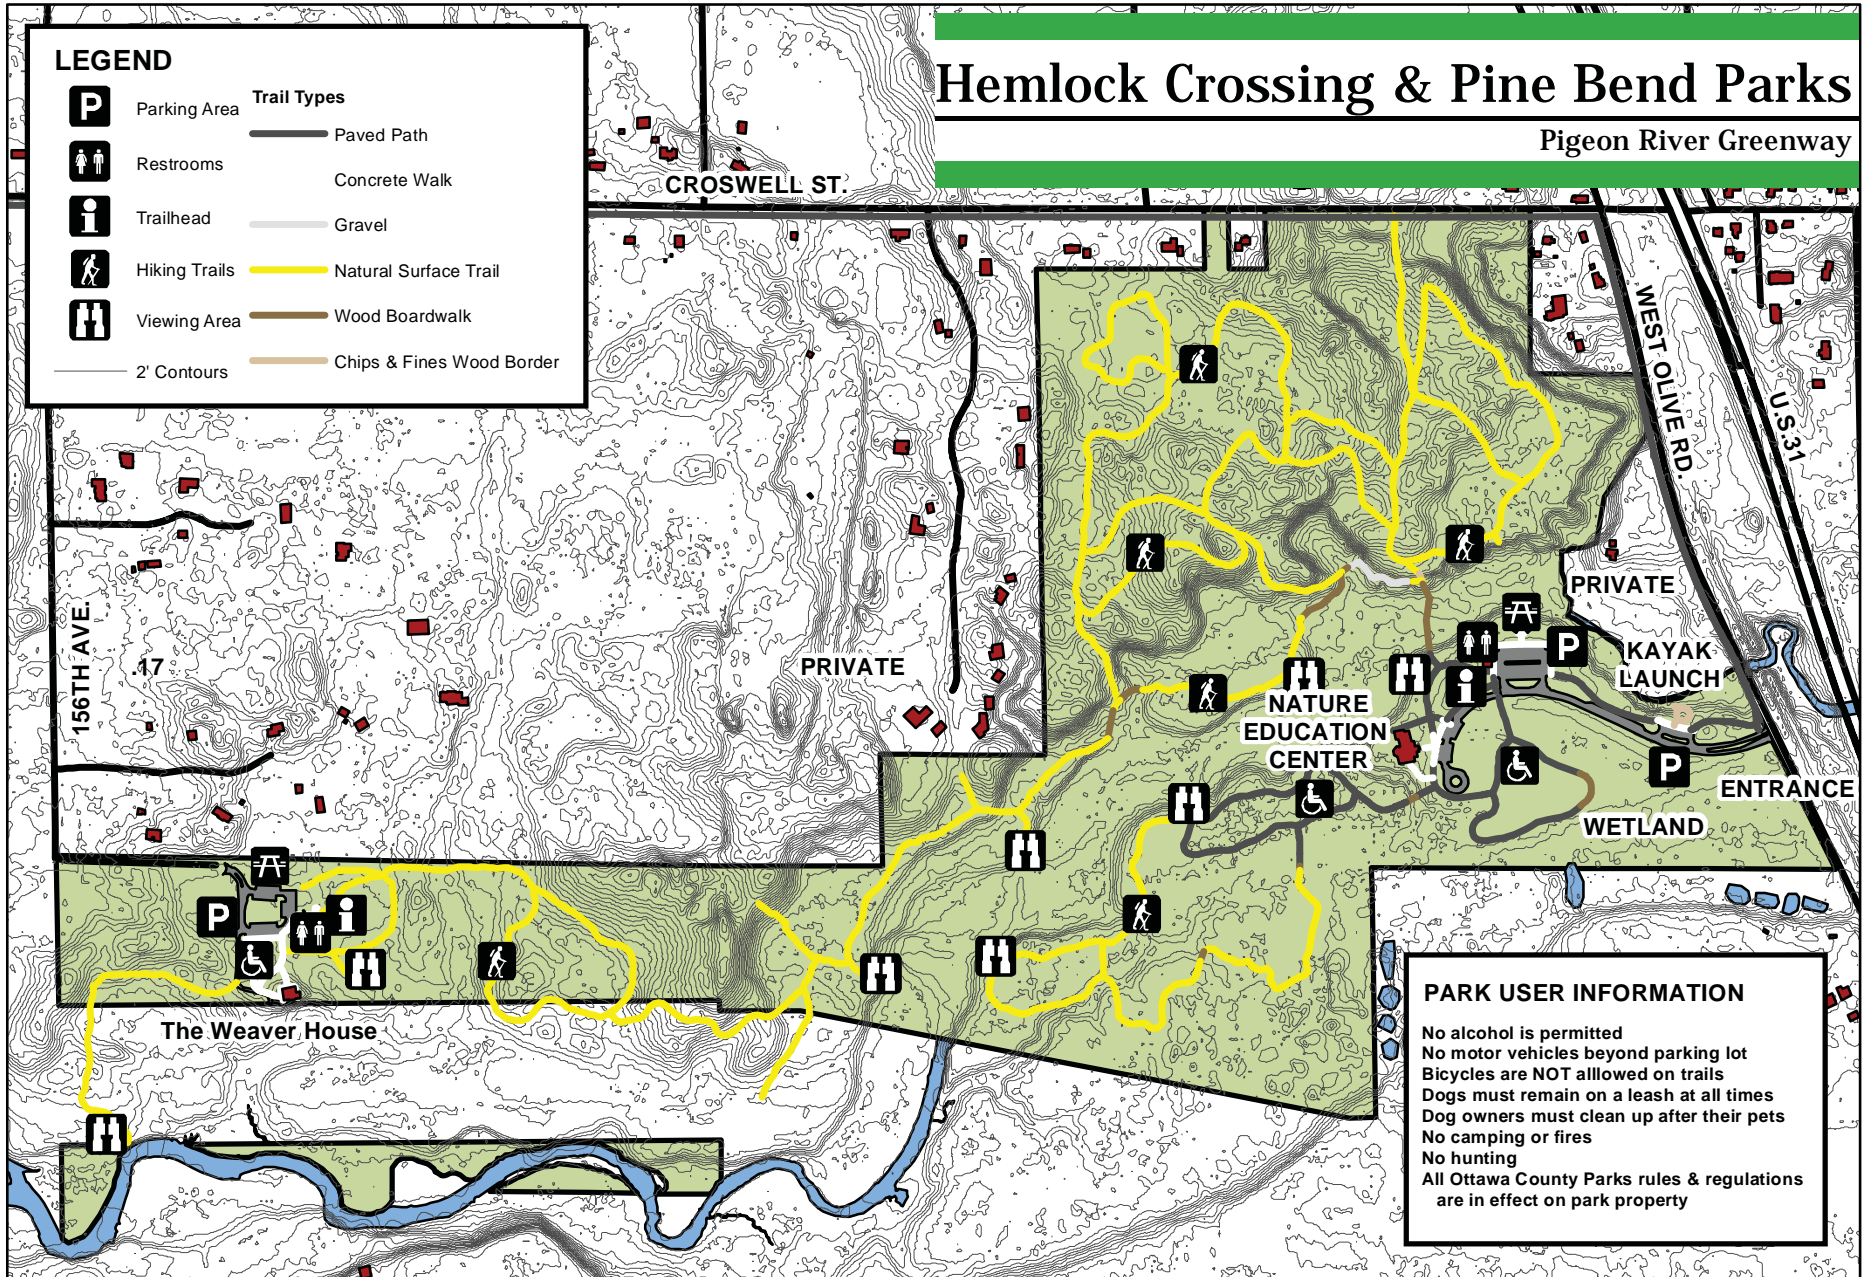 Hemlock Crossing & Pine Bend Parks
Pigeon River Greenway
LEGEND
P
Parking Area
Restrooms
i
Trailhead
Hiking Trails
Viewing Area
2' Contours
Trail Types
Paved Path
Concrete Walk
Gravel
Natural Surface Trail
Wood Boardwalk
Chips & Fines Wood Border
CROSWELL ST.
WEST OLIVE RD.
U.S.31
156TH AVE.
.17
PRIVATE
PRIVATE
P
KAYAK
LAUNCH
i
P
NATURE
EDUCATION
CENTER
P
ENTRANCE
WETLAND
P
i
The Weaver House
PARK USER INFORMATION
No alcohol is permitted
No motor vehicles beyond parking lot
Bicycles are NOT alllowed on trails
Dogs must remain on a leash at all times
Dog owners must clean up after their pets
No camping or fires
No hunting
All Ottawa County Parks rules & regulations
are in effect on park property